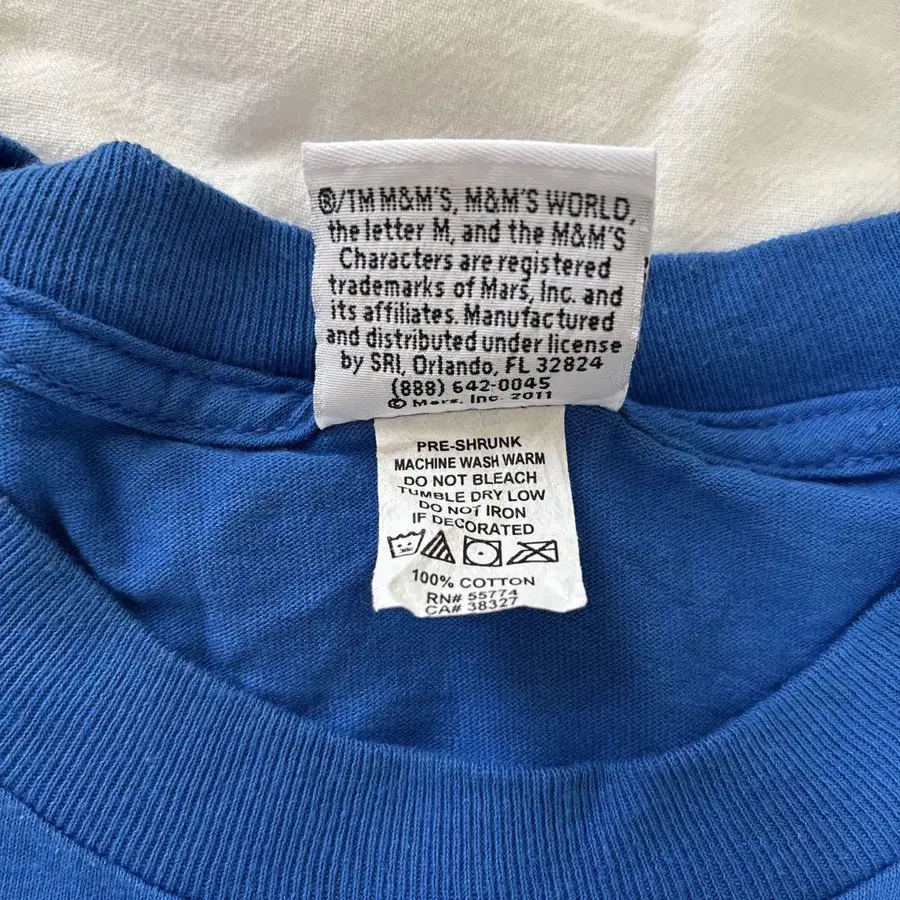 ®/TM M&M'S, M&M'S WORLD,
the letter M, and the M&M'S
Characters are registered
trademarks of Mars, Inc. and
its affiliates. Manufactured
and distributed under license
by SRI, Orlando, FL 32824
(888) 642-0045
© Mars, Inc. 2011
PRE-SHRUNK
MACHINE WASH WARM
DO NOT BLEACH
TUMBLE DRY LOW
DO NOT IRON
IF DECORATED
100% COTTON
RN# 55774
CA# 38327